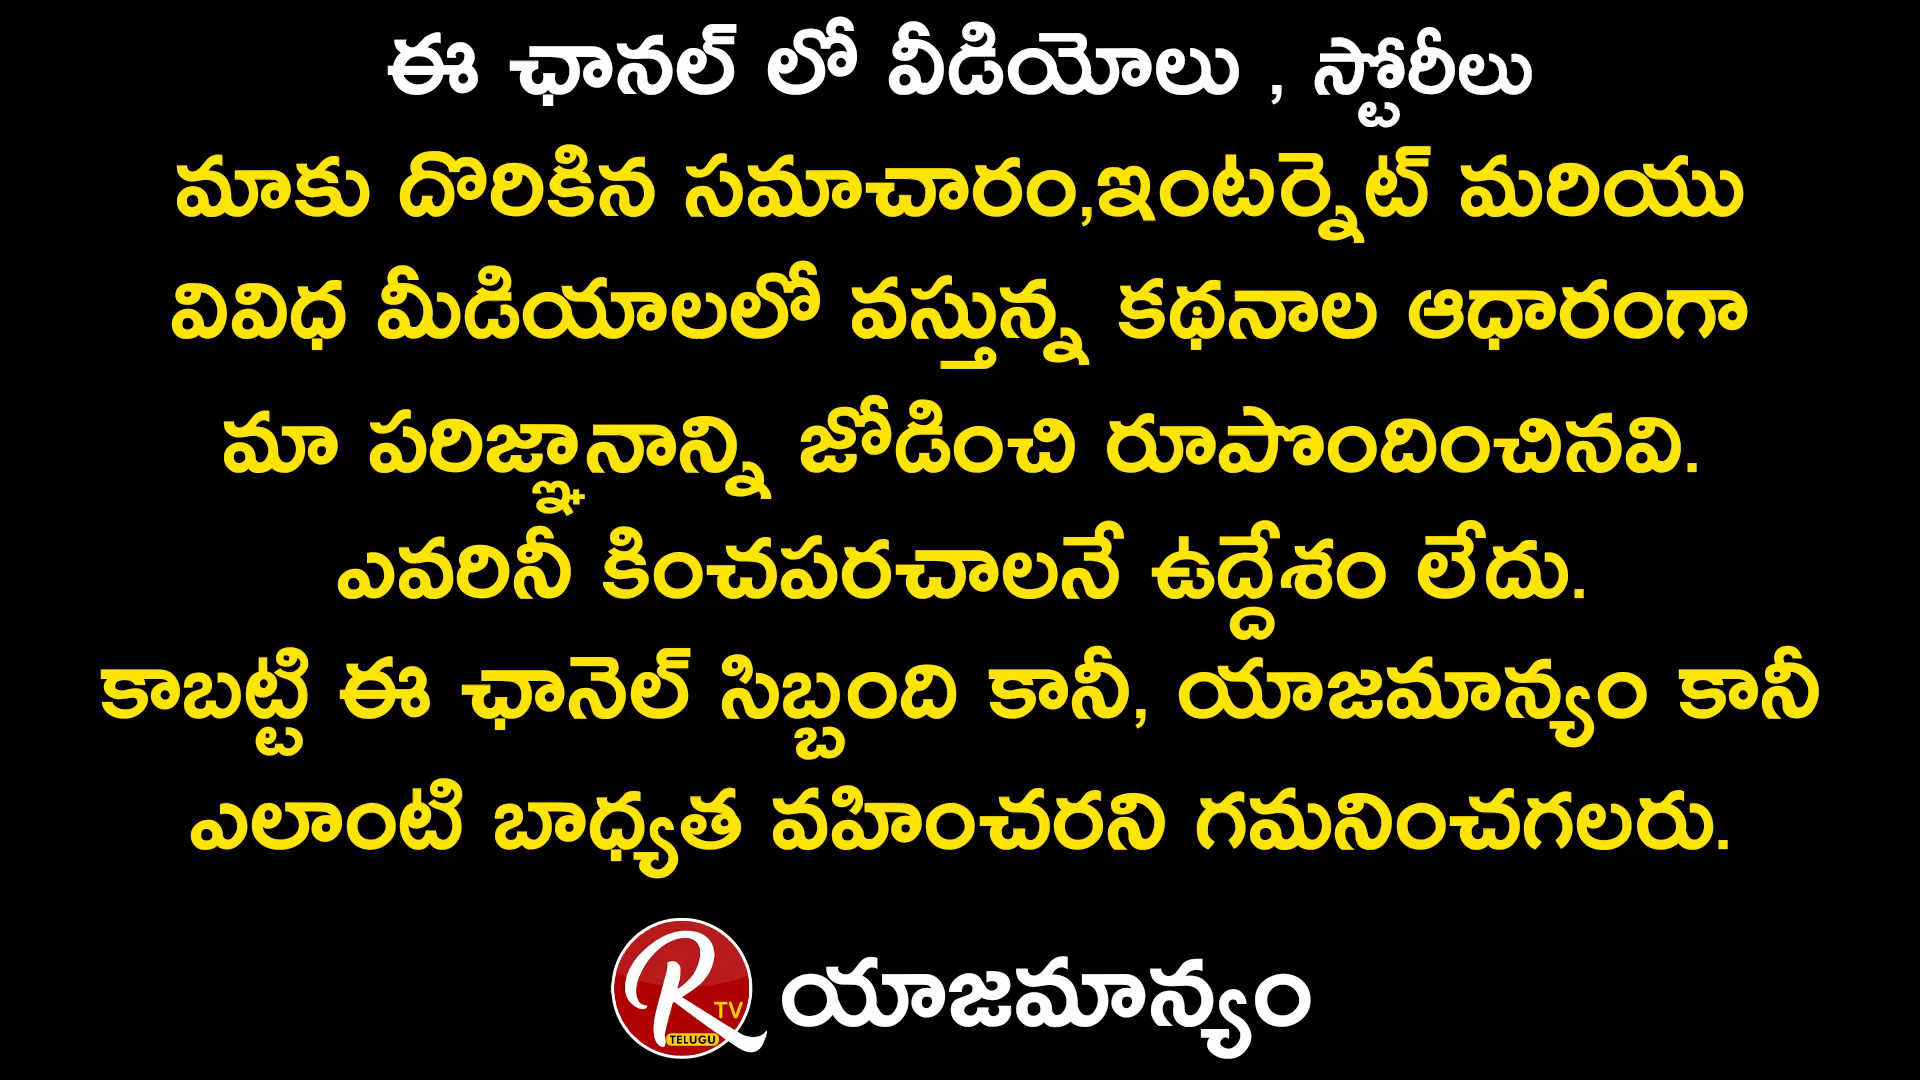 ఈ ఛానల్ లో వీడియోలు , స్టోరీలు
మాకు దొరికిన సమాచారం,ఇంటర్నెట్ మరియు
వివిధ మీడియాలలో వస్తున్న కథనాల ఆధారంగా
మా పరిజ్ఞానాన్ని జోడించి రూపొందించినవి.
ఎవరినీ కించపరచాలనే ఉద్దేశం లేదు.
కాబట్టి ఈ ఛానెల్ సిబ్బంది కానీ, యాజమాన్యం కానీ
ఎలాంటి బాధ్యత వహించరని గమనించగలరు.
R TV TELUGU యాజమాన్యం